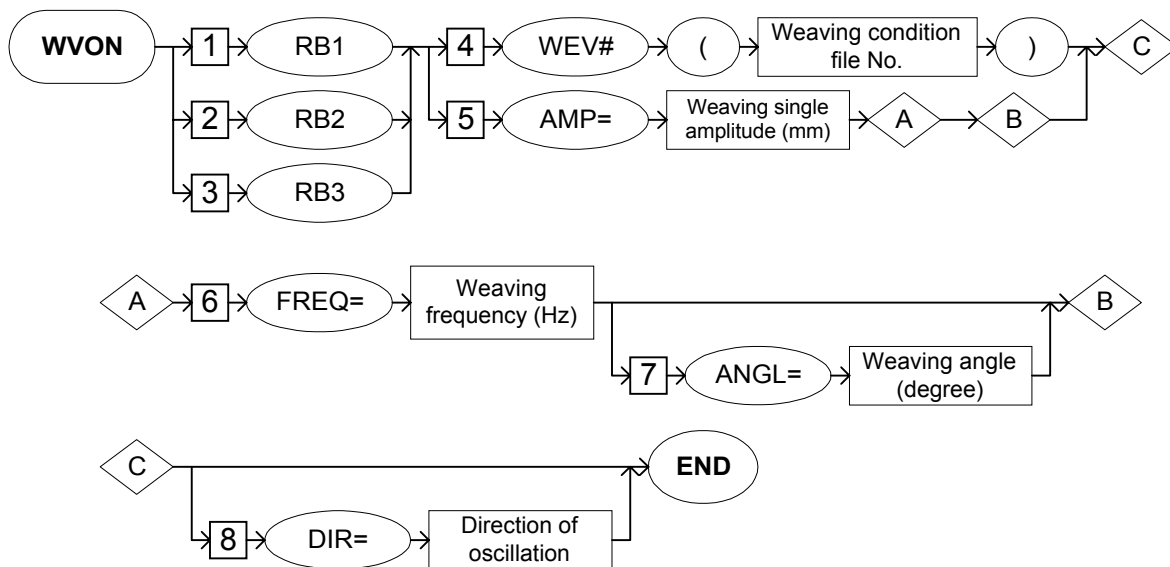 WVON 1 RB1 4 WEV# ( Weaving condition file No. ) C
2 RB2 5 AMP= Weaving single amplitude (mm) A B
3 RB3
A 6 FREQ= Weaving frequency (Hz) B
7 ANGL= Weaving angle (degree)
C END
8 DIR= Direction of oscillation